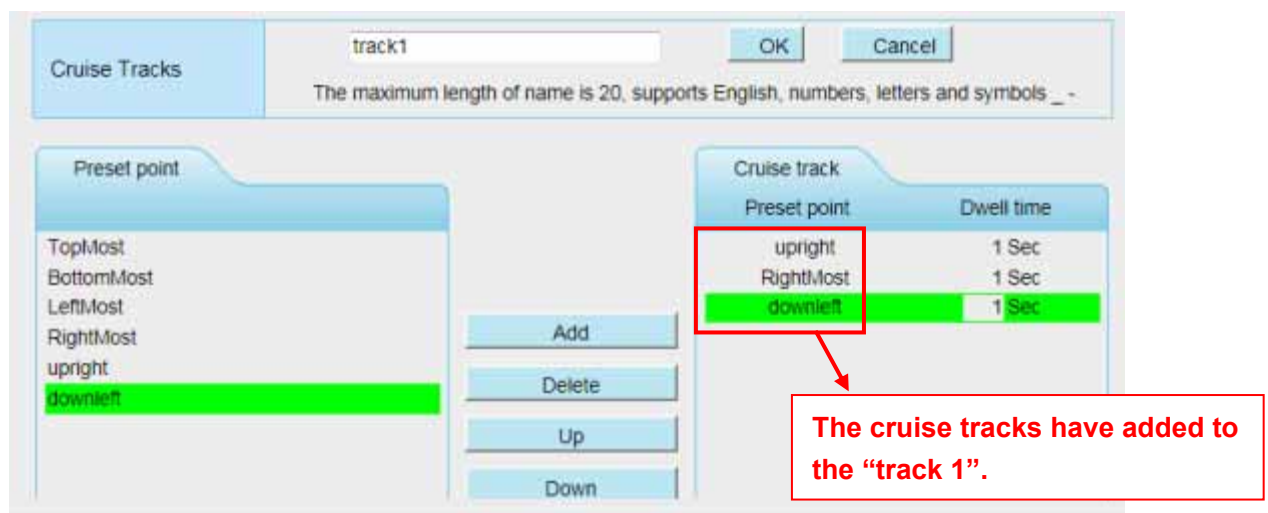 Cruise Tracks
track1
OK
Cancel
The maximum length of name is 20, supports English, numbers, letters and symbols _ -
Preset point
TopMost
BottomMost
LeftMost
RightMost
upright
downleft
Add
Delete
Up
Down
Cruise track
Preset point Dwell time
upright 1 Sec
RightMost 1 Sec
downleft 1 Sec
The cruise tracks have added to
the “track 1”.